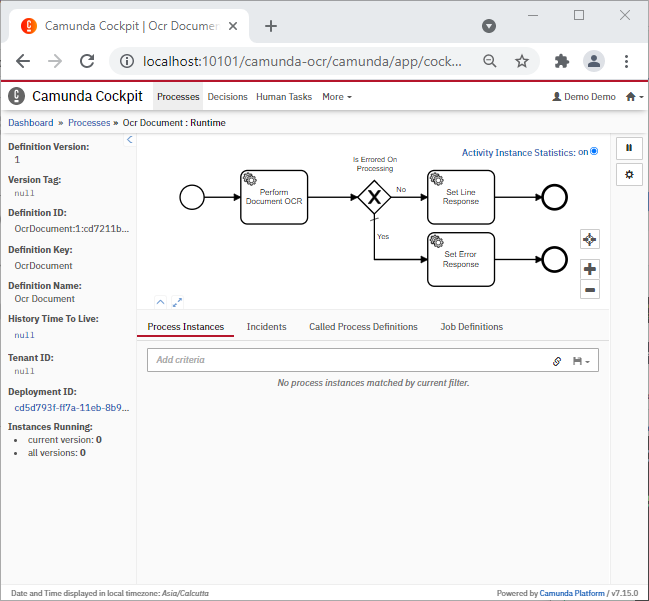 Camunda Cockpit | Ocr Documen
localhost:10101/camunda-ocr/camunda/app/cock...
Camunda Cockpit
Processes Decisions Human Tasks More
Demo Demo
Dashboard » Processes » Ocr Document : Runtime
Definition Version:
1
Version Tag:
null
Definition ID:
OcrDocument:1:cd7211b...
Definition Key:
OcrDocument
Definition Name:
Ocr Document
History Time To Live:
null
Tenant ID:
null
Deployment ID:
cd5d793f-ff7a-11eb-8b9...
Instances Running:
• current version: 0
• all versions: 0
Activity Instance Statistics: on
Is Errored On
Processing
Perform
Document OCR
X
No
Set Line
Response
Yes
Set Error
Response
Process Instances Incidents Called Process Definitions Job Definitions
Add criteria
No process instances matched by current filter.
Date and Time displayed in local timezone: Asia/Calcutta
Powered by Camunda Platform / v7.15.0